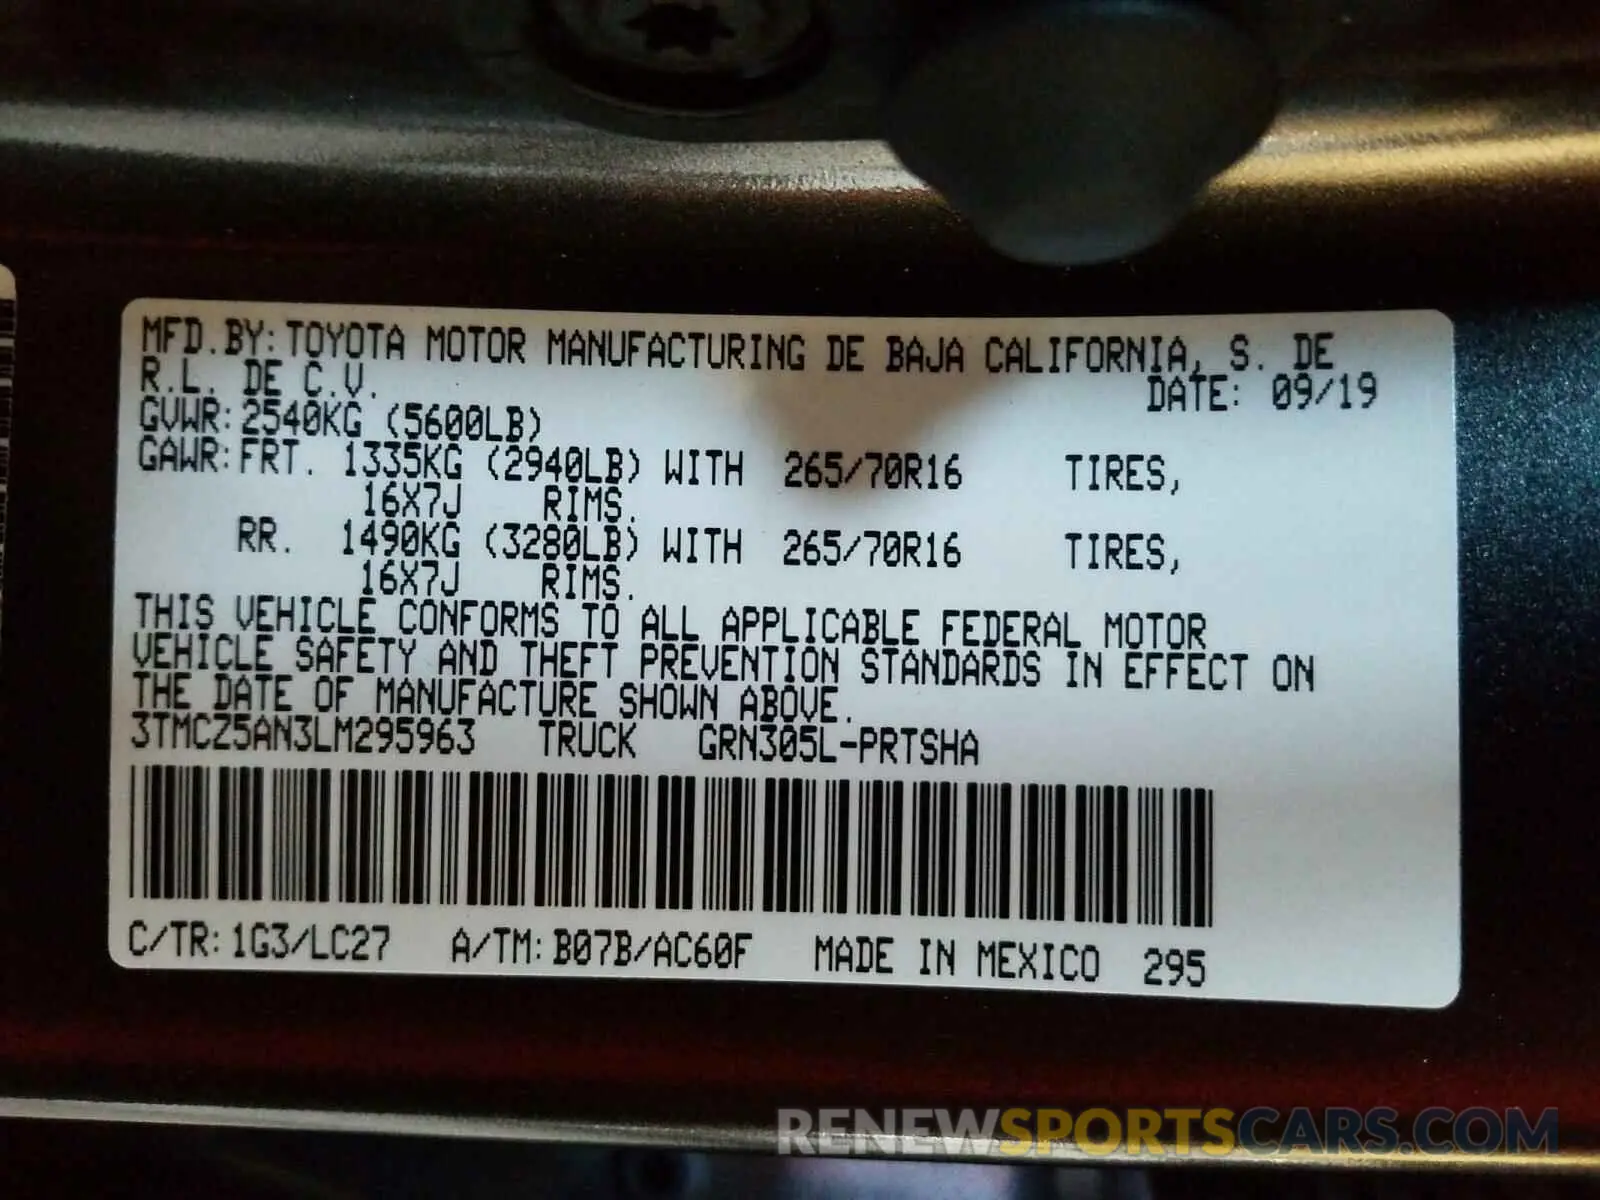 MFD.BY: TOYOTA MOTOR MANUFACTURING DE BAJA CALIFORNIA, S. DE
R.L. DE C.V. DATE: 09/19
GVWR: 2540KG (5600LB)
GAWR: FRT. 1335KG (2940LB) WITH 265/70R16 TIRES,
16X7J RIMS.
RR. 1490KG (3280LB) WITH 265/70R16 TIRES,
16X7J RIMS.
THIS VEHICLE CONFORMS TO ALL APPLICABLE FEDERAL MOTOR
VEHICLE SAFETY AND THEFT PREVENTION STANDARDS IN EFFECT ON
THE DATE OF MANUFACTURE SHOWN ABOVE.
3TMCZ5AN3LM295963 TRUCK GRN305L-PRTSHA
C/TR: 1G3/LC27 A/TM: B07B/AC60F MADE IN MEXICO 295
RENEWSPORTSCARS.COM